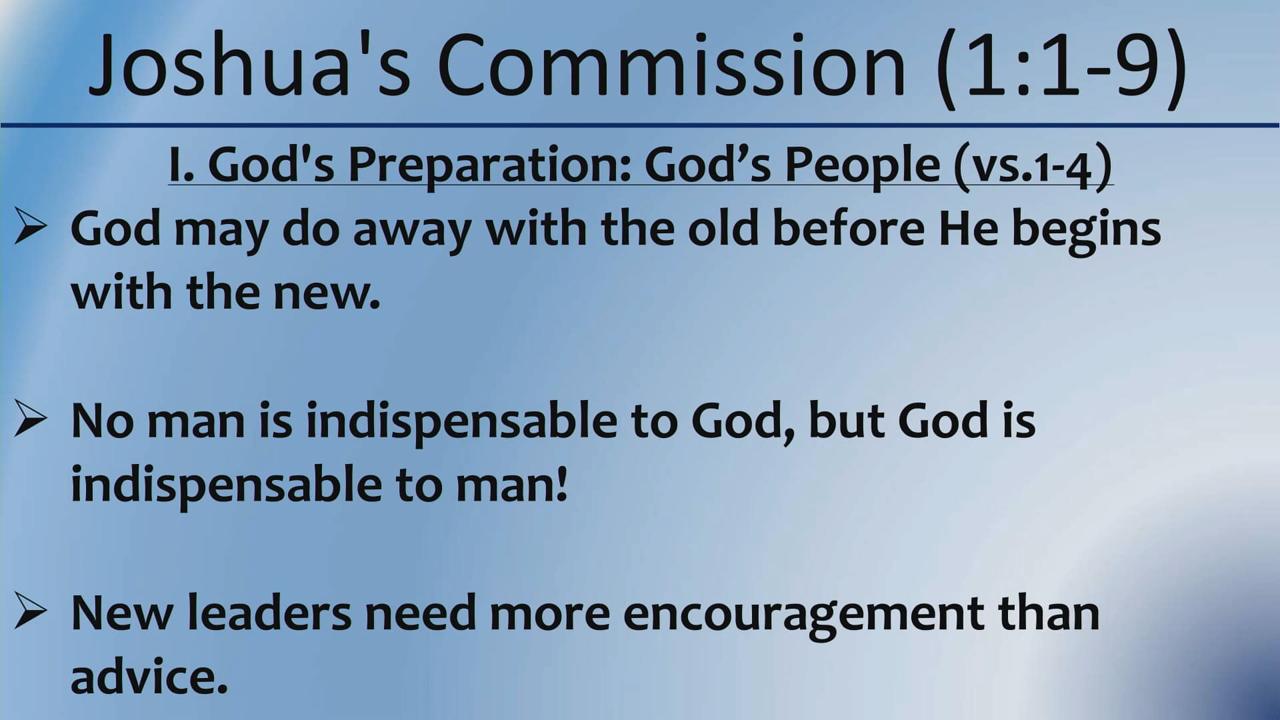 Joshua's Commission (1:1-9)
I. God's Preparation: God’s People (vs.1-4)
➢ God may do away with the old before He begins
with the new.
➢ No man is indispensable to God, but God is
indispensable to man!
➢ New leaders need more encouragement than
advice.